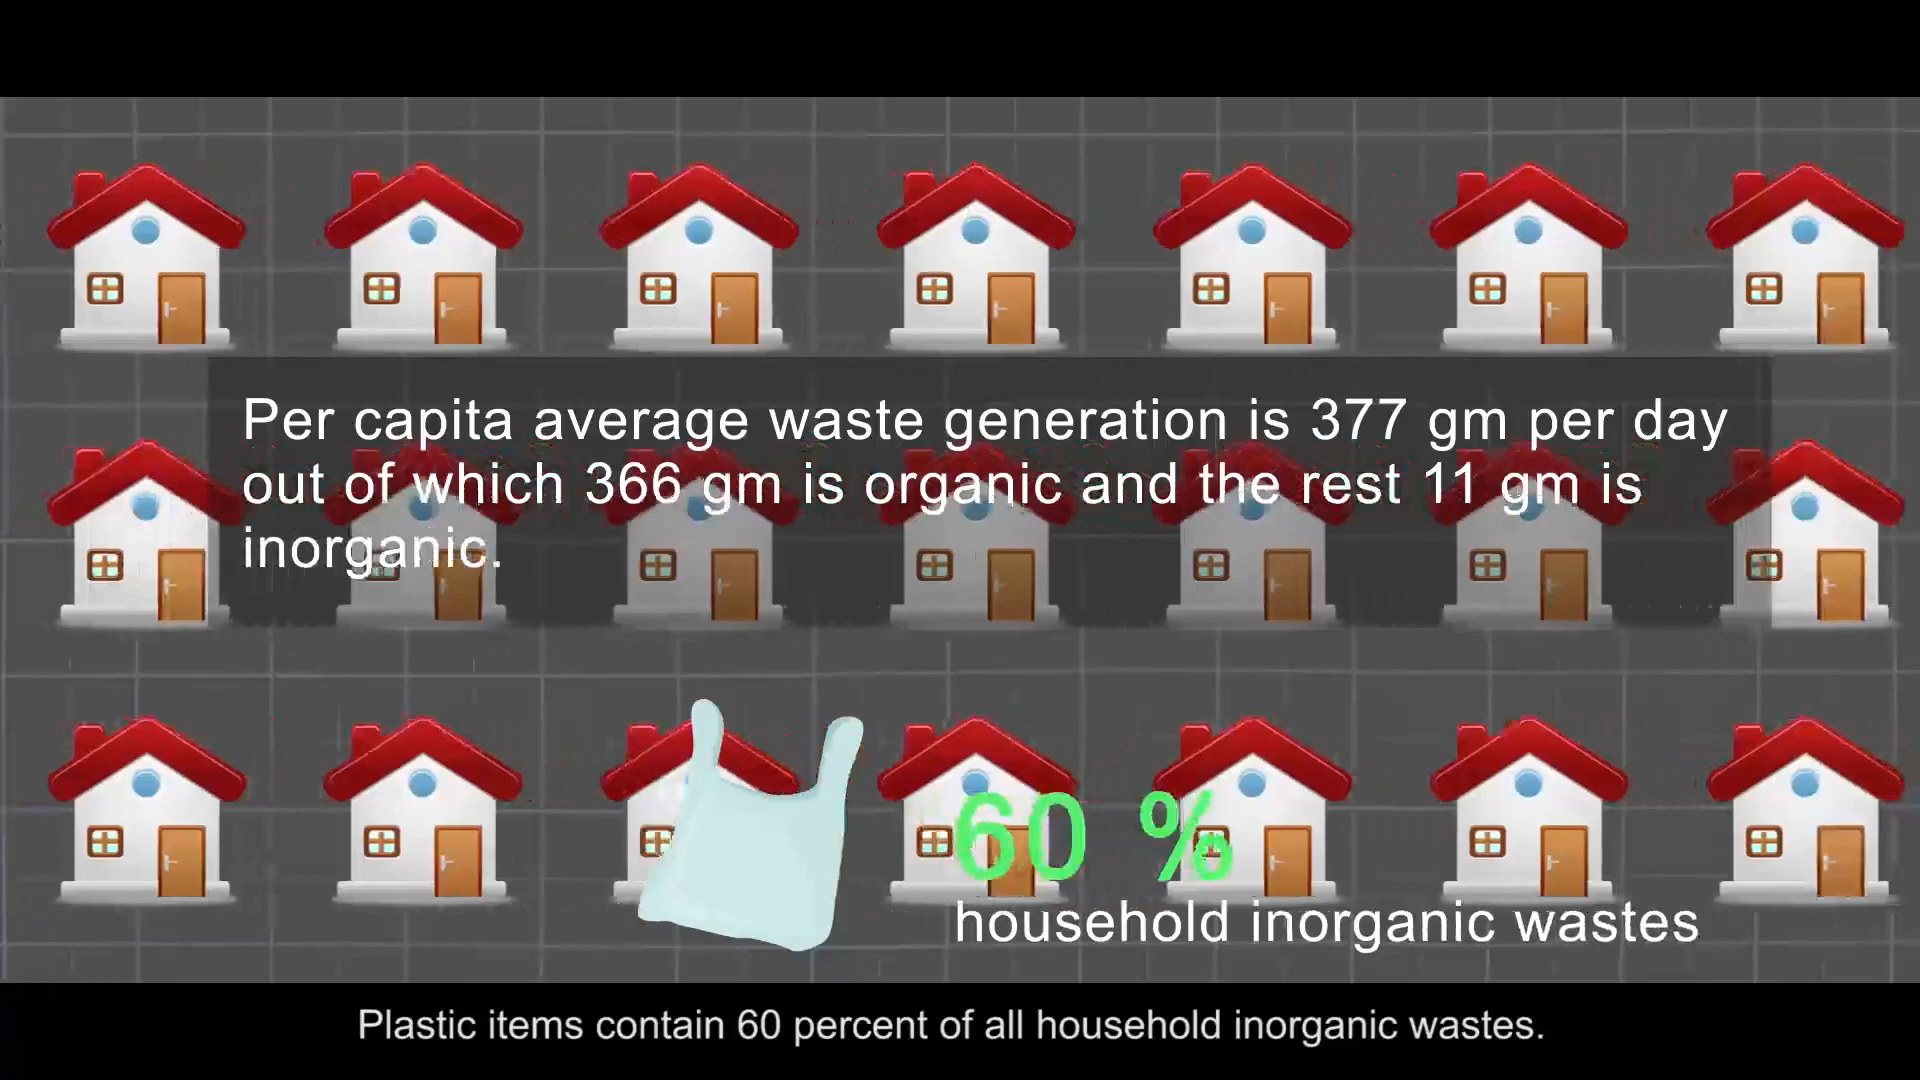 Per capita average waste generation is 377 gm per day
out of which 366 gm is organic and the rest 11 gm is
inorganic.
60 %
household inorganic wastes
Plastic items contain 60 percent of all household inorganic wastes.